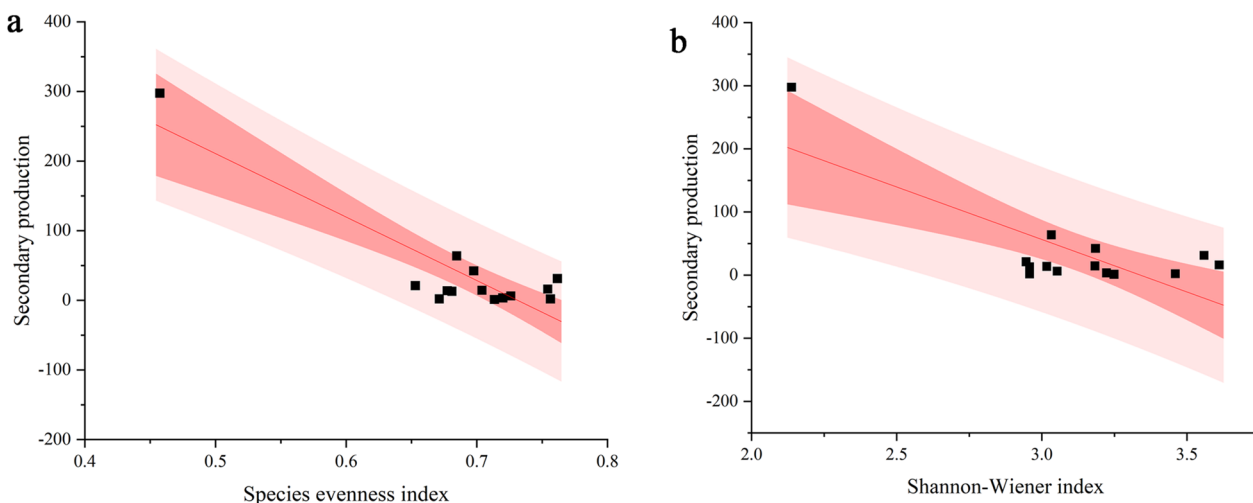 a
400
300
200
100
0
-100
-200
Secondary production
0.4 0.5 0.6 0.7 0.8
Species evenness index
b
400
300
200
100
0
-100
-200
Secondary production
2.0 2.5 3.0 3.5
Shannon-Wiener index